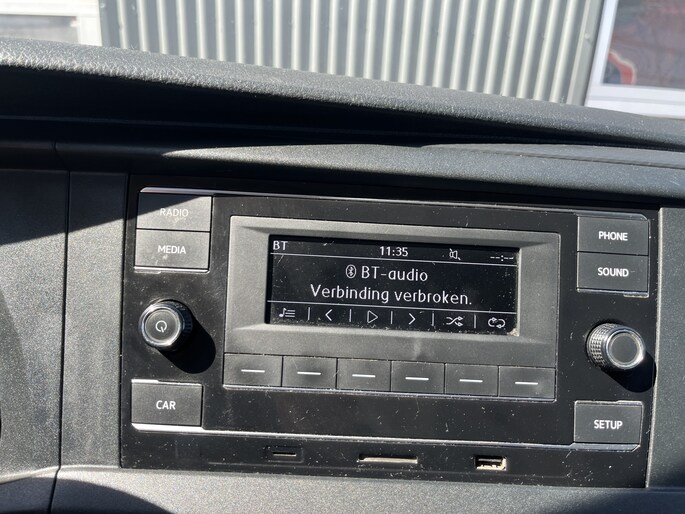 RADIO
MEDIA
PHONE
SOUND
BT 11:35 --:--
BT-audio
Verbinding verbroken.
CAR
SETUP